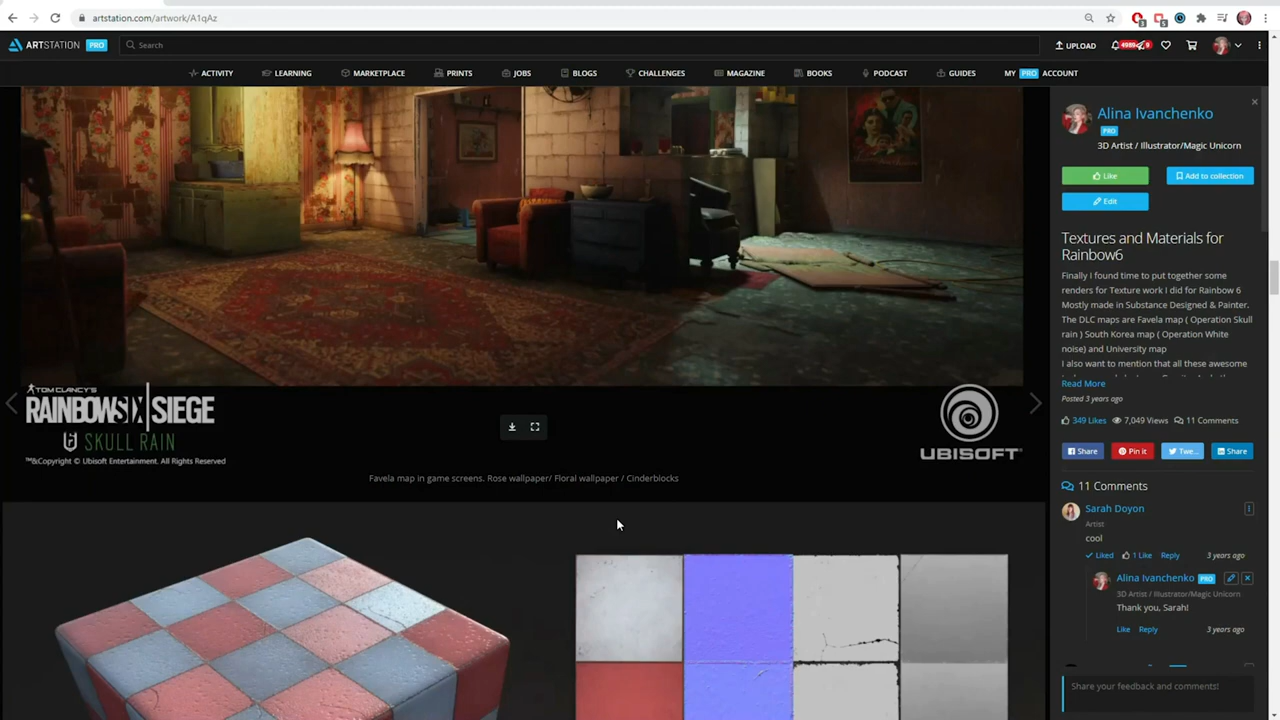 artstation.com/artwork/A1qAz
ARTSTATION PRO
Search
UPLOAD
ACTIVITY
LEARNING
MARKETPLACE
PRINTS
JOBS
BLOGS
CHALLENGES
MAGAZINE
BOOKS
PODCAST
GUIDES
MY PRO ACCOUNT
Alina Ivanchenko
PRO
3D Artist / Illustrator/Magic Unicorn
Like
Add to collection
Edit
Textures and Materials for
Rainbow6
Finally I found time to put together some
renders for Texture work I did for Rainbow 6
Mostly made in Substance Designed & Painter.
The DLC maps are Favela map ( Operation Skull
rain ) South Korea map ( Operation White
noise) and University map
I also want to mention that all these awesome
Read More
Posted 3 years ago
349 Likes
7,049 Views
11 Comments
Share
Pin it
Twe...
Share
11 Comments
Sarah Doyon
Artist
cool
Liked
1 Like
Reply
3 years ago
Alina Ivanchenko PRO
3D Artist / Illustrator/Magic Unicorn
Thank you, Sarah!
Like
Reply
3 years ago
Share your feedback and comments!
TOM CLANCY'S
RAINBOWSIX SIEGE
SKULL RAIN
™&Copyright © Ubisoft Entertainment. All Rights Reserved
UBISOFT
Favela map in game screens. Rose wallpaper/ Floral wallpaper / Cinderblocks